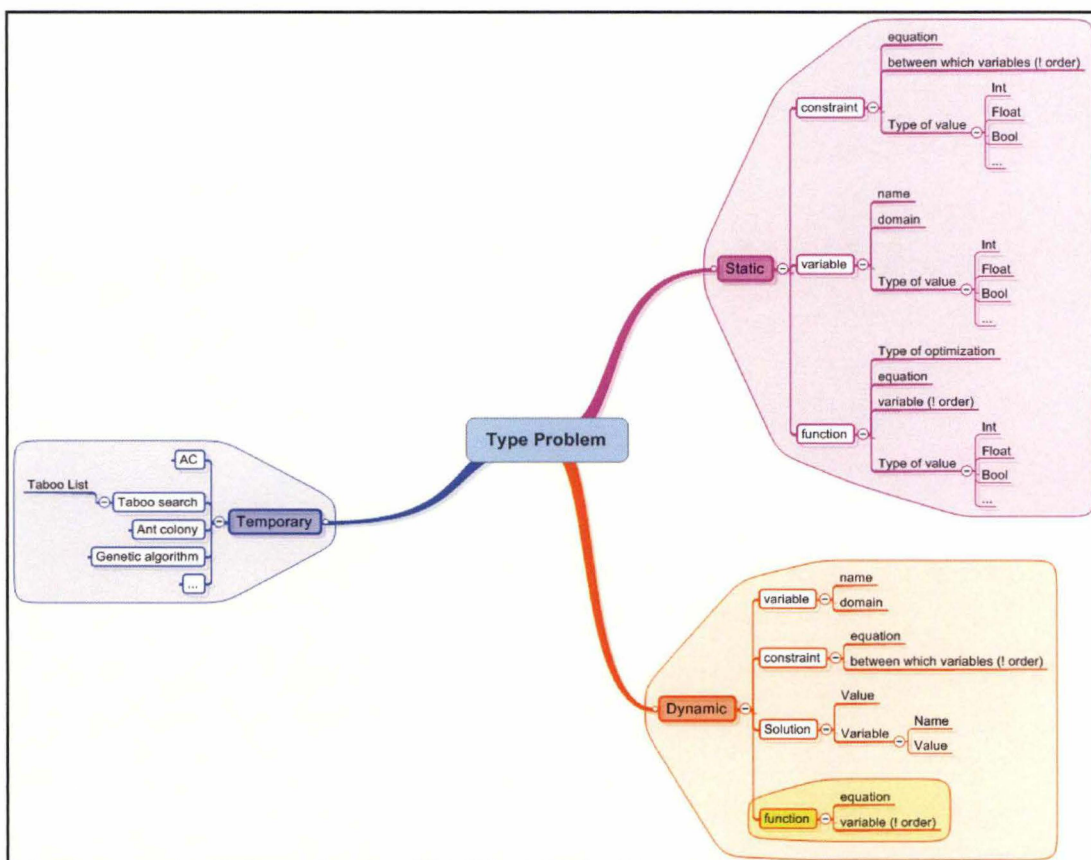 Type Problem
Static
constraint
equation
between which variables (! order)
Type of value
Int
Float
Bool
...
variable
name
domain
Type of value
Int
Float
Bool
...
function
Type of optimization
equation
variable (! order)
Type of value
Int
Float
Bool
...
Temporary
AC
Taboo search
Taboo List
Ant colony
Genetic algorithm
...
Dynamic
variable
name
domain
constraint
equation
between which variables (! order)
Solution
Value
Variable
Name
Value
function
equation
variable (! order)